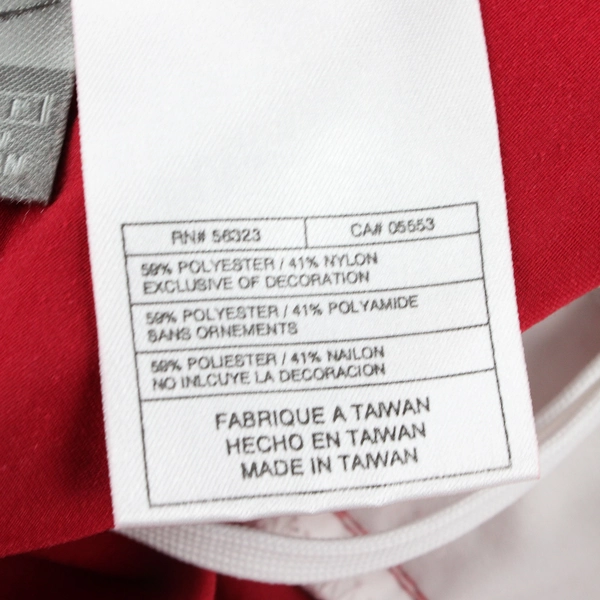 RN# 56323 CA# 05553
59% POLYESTER / 41% NYLON
EXCLUSIVE OF DECORATION
59% POLYESTER / 41% POLYAMIDE
SANS ORNEMENTS
59% POLIESTER / 41% NAILON
NO INLCUYE LA DECORACION
FABRIQUE A TAIWAN
HECHO EN TAIWAN
MADE IN TAIWAN
M